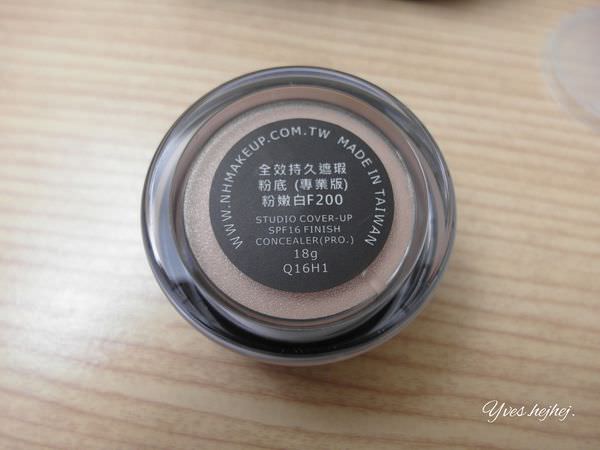 WWW.NHMAKEUP.COM.TW MADE IN TAIWAN
全效持久遮瑕
粉底 (專業版)
粉嫩白F200
STUDIO COVER-UP
SPF16 FINISH
CONCEALER(PRO.)
18g
Q16H1
Yves.hejhej.